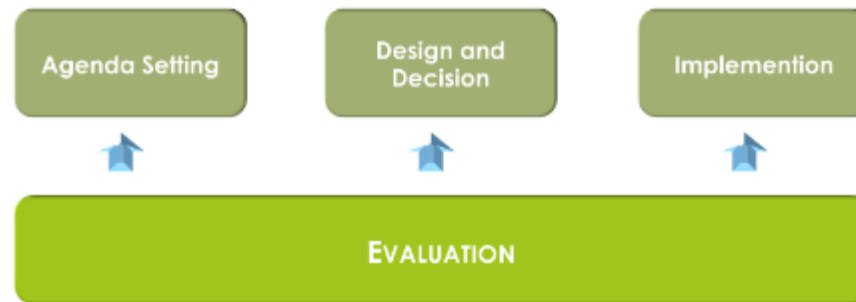 Agenda Setting
Design and
Decision
Implemention
EVALUATION